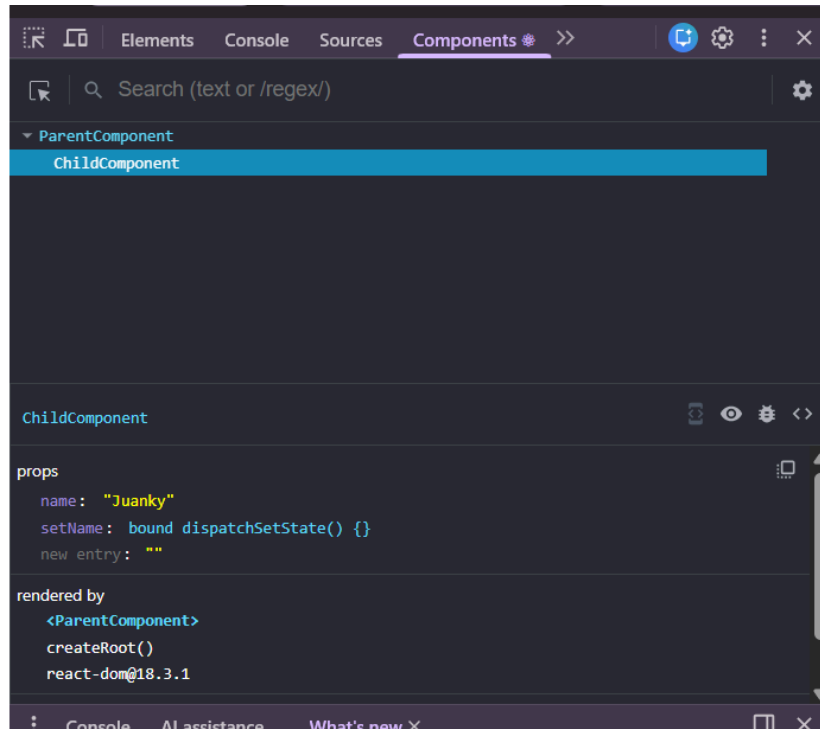 Elements Console Sources Components
Search (text or /regex/)
ParentComponent
ChildComponent
ChildComponent
props
name: "Juanky"
setName: bound dispatchSetState() {}
new entry: ""
rendered by
<ParentComponent>
createRoot()
react-dom@18.3.1
Console AI assistance What's new